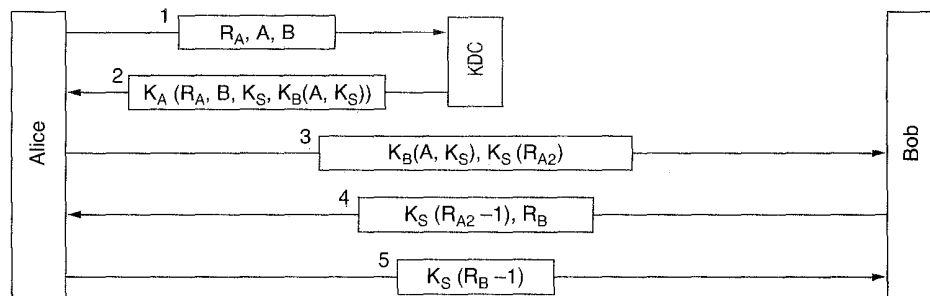 1
R_A, A, B
KDC
2
K_A (R_A, B, K_S, K_B(A, K_S))
Alice
3
K_B(A, K_S), K_S (R_A2)
Bob
4
K_S (R_A2 –1), R_B
5
K_S (R_B –1)